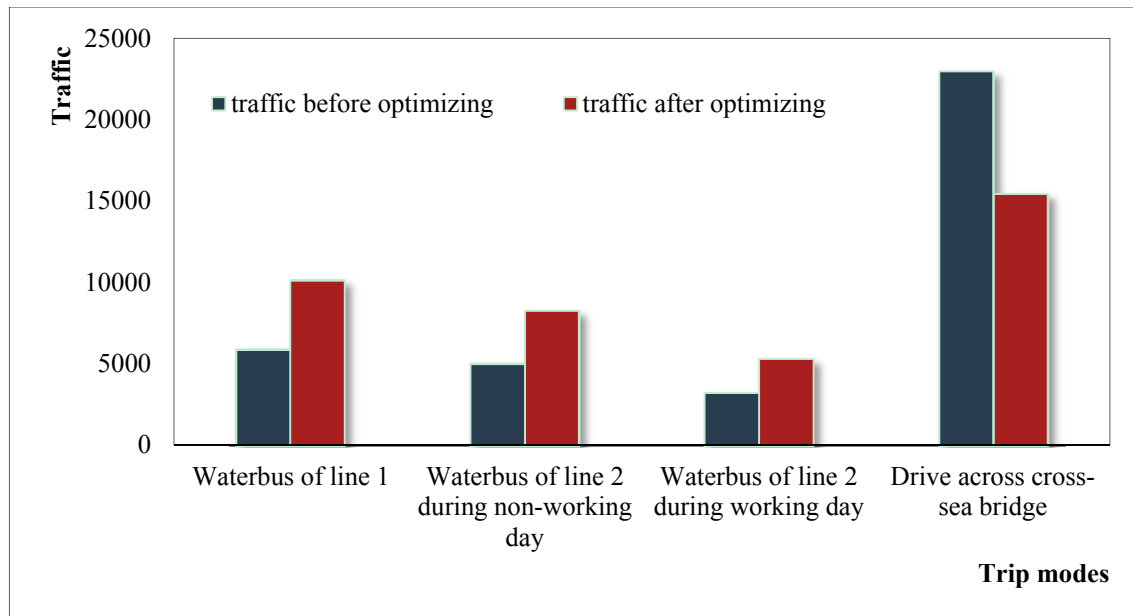 Traffic
25000
20000
15000
10000
5000
0
traffic before optimizing
traffic after optimizing
Waterbus of line 1
Waterbus of line 2
during non-working
day
Waterbus of line 2
during working day
Drive across cross-
sea bridge
Trip modes